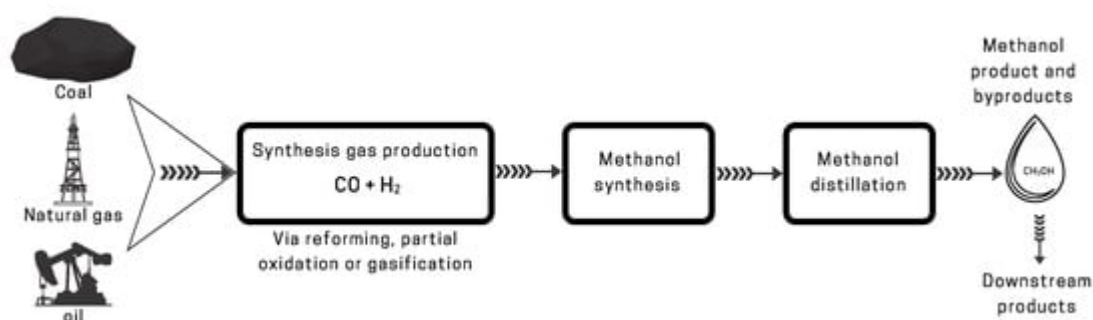 Coal
Natural gas
oil
Synthesis gas production
CO + H₂
Via reforming, partial
oxidation or gasification
Methanol
synthesis
Methanol
distillation
Methanol
product and
byproducts
CH₃OH
Downstream
products